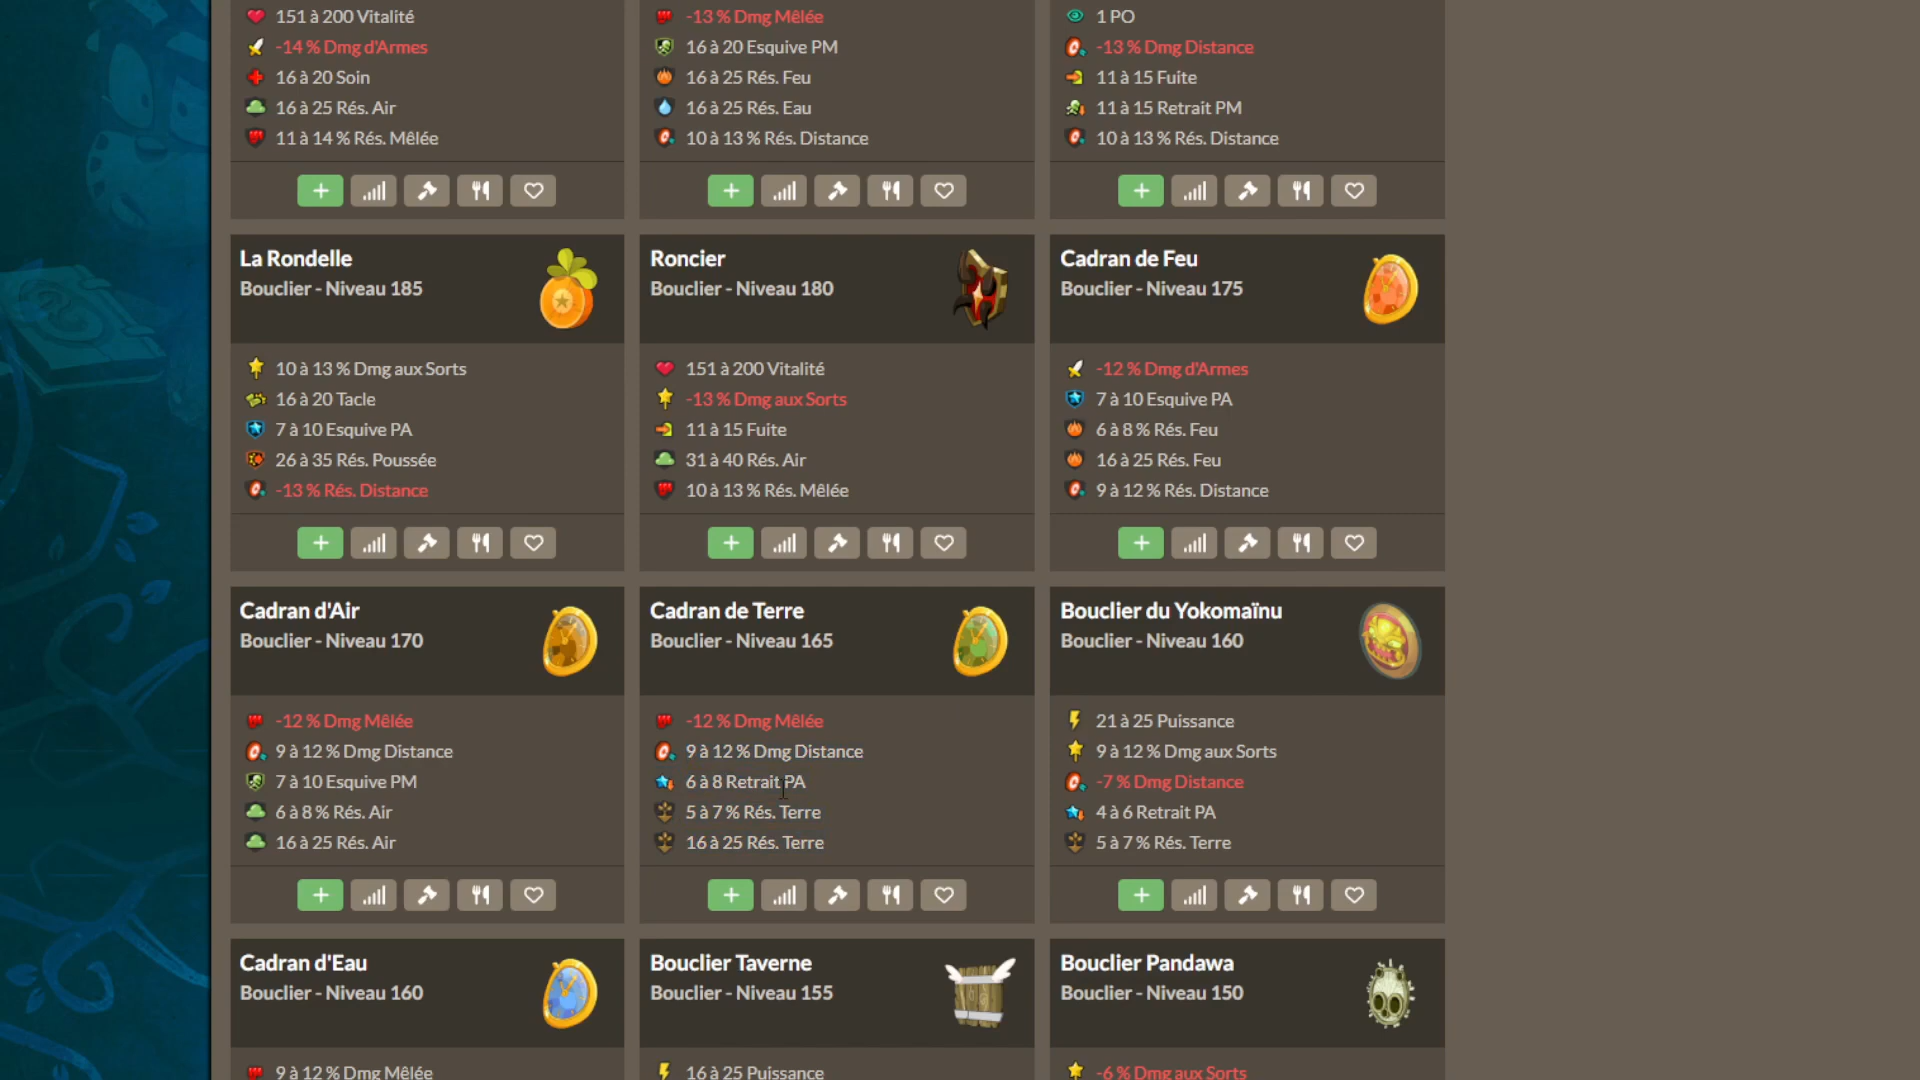 151 à 200 Vitalité
-14 % Dmg d'Armes
16 à 20 Soin
16 à 25 Rés. Air
11 à 14 % Rés. Mêlée
-13 % Dmg Mêlée
16 à 20 Esquive PM
16 à 25 Rés. Feu
16 à 25 Rés. Eau
10 à 13 % Rés. Distance
1 PO
-13 % Dmg Distance
11 à 15 Fuite
11 à 15 Retrait PM
10 à 13 % Rés. Distance
La Rondelle
Bouclier - Niveau 185
10 à 13 % Dmg aux Sorts
16 à 20 Tacle
7 à 10 Esquive PA
26 à 35 Rés. Poussée
-13 % Rés. Distance
Roncier
Bouclier - Niveau 180
151 à 200 Vitalité
-13 % Dmg aux Sorts
11 à 15 Fuite
31 à 40 Rés. Air
10 à 13 % Rés. Mêlée
Cadran de Feu
Bouclier - Niveau 175
-12 % Dmg d'Armes
7 à 10 Esquive PA
6 à 8 % Rés. Feu
16 à 25 Rés. Feu
9 à 12 % Rés. Distance
Cadran d'Air
Bouclier - Niveau 170
-12 % Dmg Mêlée
9 à 12 % Dmg Distance
7 à 10 Esquive PM
6 à 8 % Rés. Air
16 à 25 Rés. Air
Cadran de Terre
Bouclier - Niveau 165
-12 % Dmg Mêlée
9 à 12 % Dmg Distance
6 à 8 Retrait PA
5 à 7 % Rés. Terre
16 à 25 Rés. Terre
Bouclier du Yokomaïnu
Bouclier - Niveau 160
21 à 25 Puissance
9 à 12 % Dmg aux Sorts
-7 % Dmg Distance
4 à 6 Retrait PA
5 à 7 % Rés. Terre
Cadran d'Eau
Bouclier - Niveau 160
9 à 12 % Dmg Mêlée
Bouclier Taverne
Bouclier - Niveau 155
16 à 25 Puissance
Bouclier Pandawa
Bouclier - Niveau 150
-6 % Dmg aux Sorts